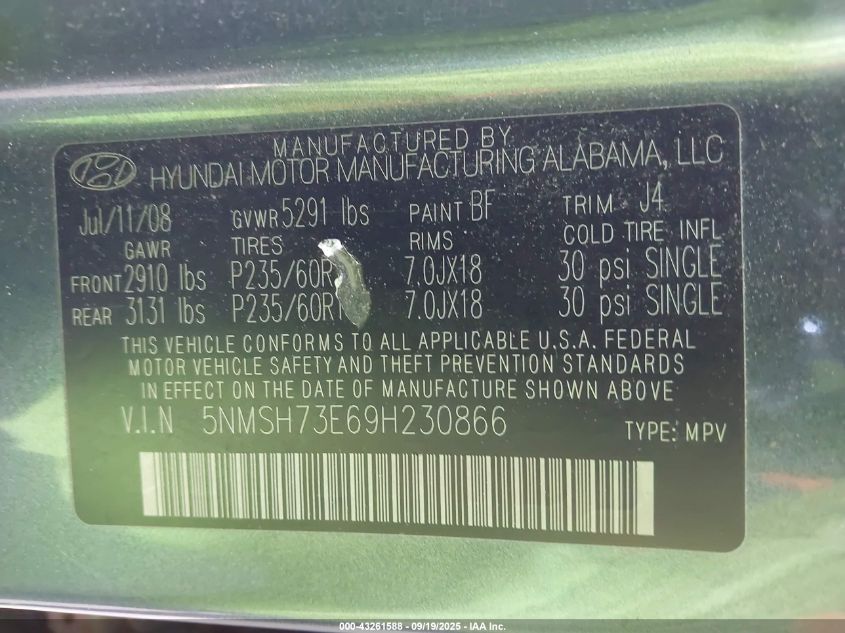 MANUFACTURED BY
HYUNDAI MOTOR MANUFACTURING ALABAMA, LLC
Jul/11/08 GVWR 5291 lbs PAINT BF TRIM J4
GAWR TIRES RIMS COLD TIRE INFL
FRONT 2910 lbs P235/60R 7.0JX18 30 psi SINGLE
REAR 3131 lbs P235/60R1 7.0JX18 30 psi SINGLE
THIS VEHICLE CONFORMS TO ALL APPLICABLE U.S.A. FEDERAL
MOTOR VEHICLE SAFETY AND THEFT PREVENTION STANDARDS
IN EFFECT ON THE DATE OF MANUFACTURE SHOWN ABOVE
V.I.N 5NMSH73E69H230866 TYPE: MPV
000-43261588 - 09/19/2025 - IAA Inc.